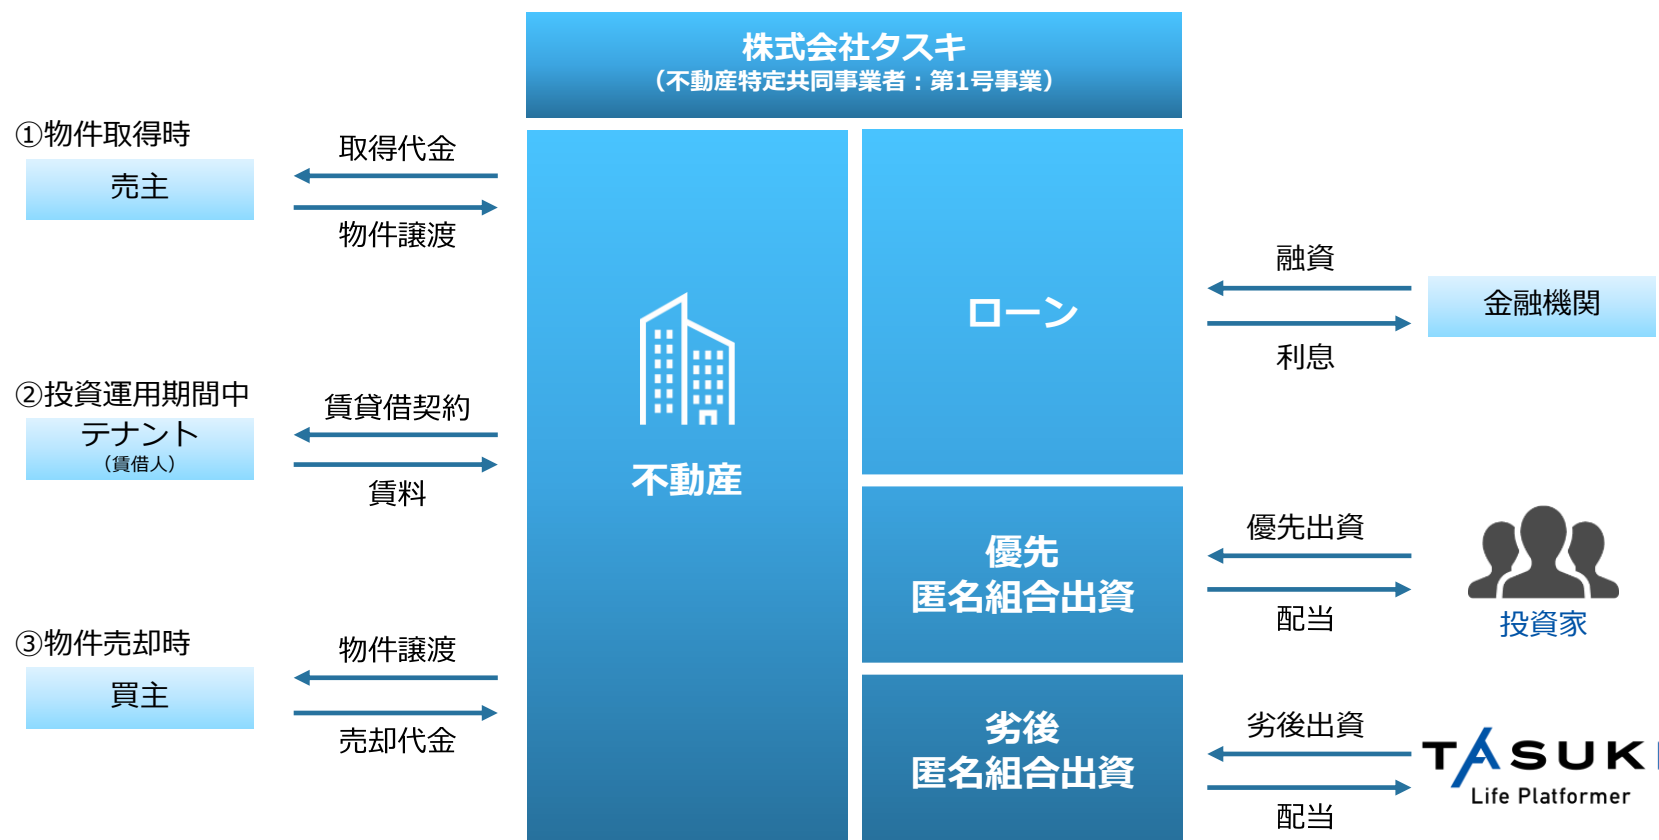 株式会社タスキ
（不動産特定共同事業者：第1号事業）
①物件取得時
売主
取得代金
物件譲渡
②投資運用期間中
テナント
（賃借人）
賃貸借契約
賃料
③物件売却時
買主
物件譲渡
売却代金
不動産
ローン
優先
匿名組合出資
劣後
匿名組合出資
融資
利息
金融機関
優先出資
配当
投資家
劣後出資
配当
TASUKI
Life Platformer